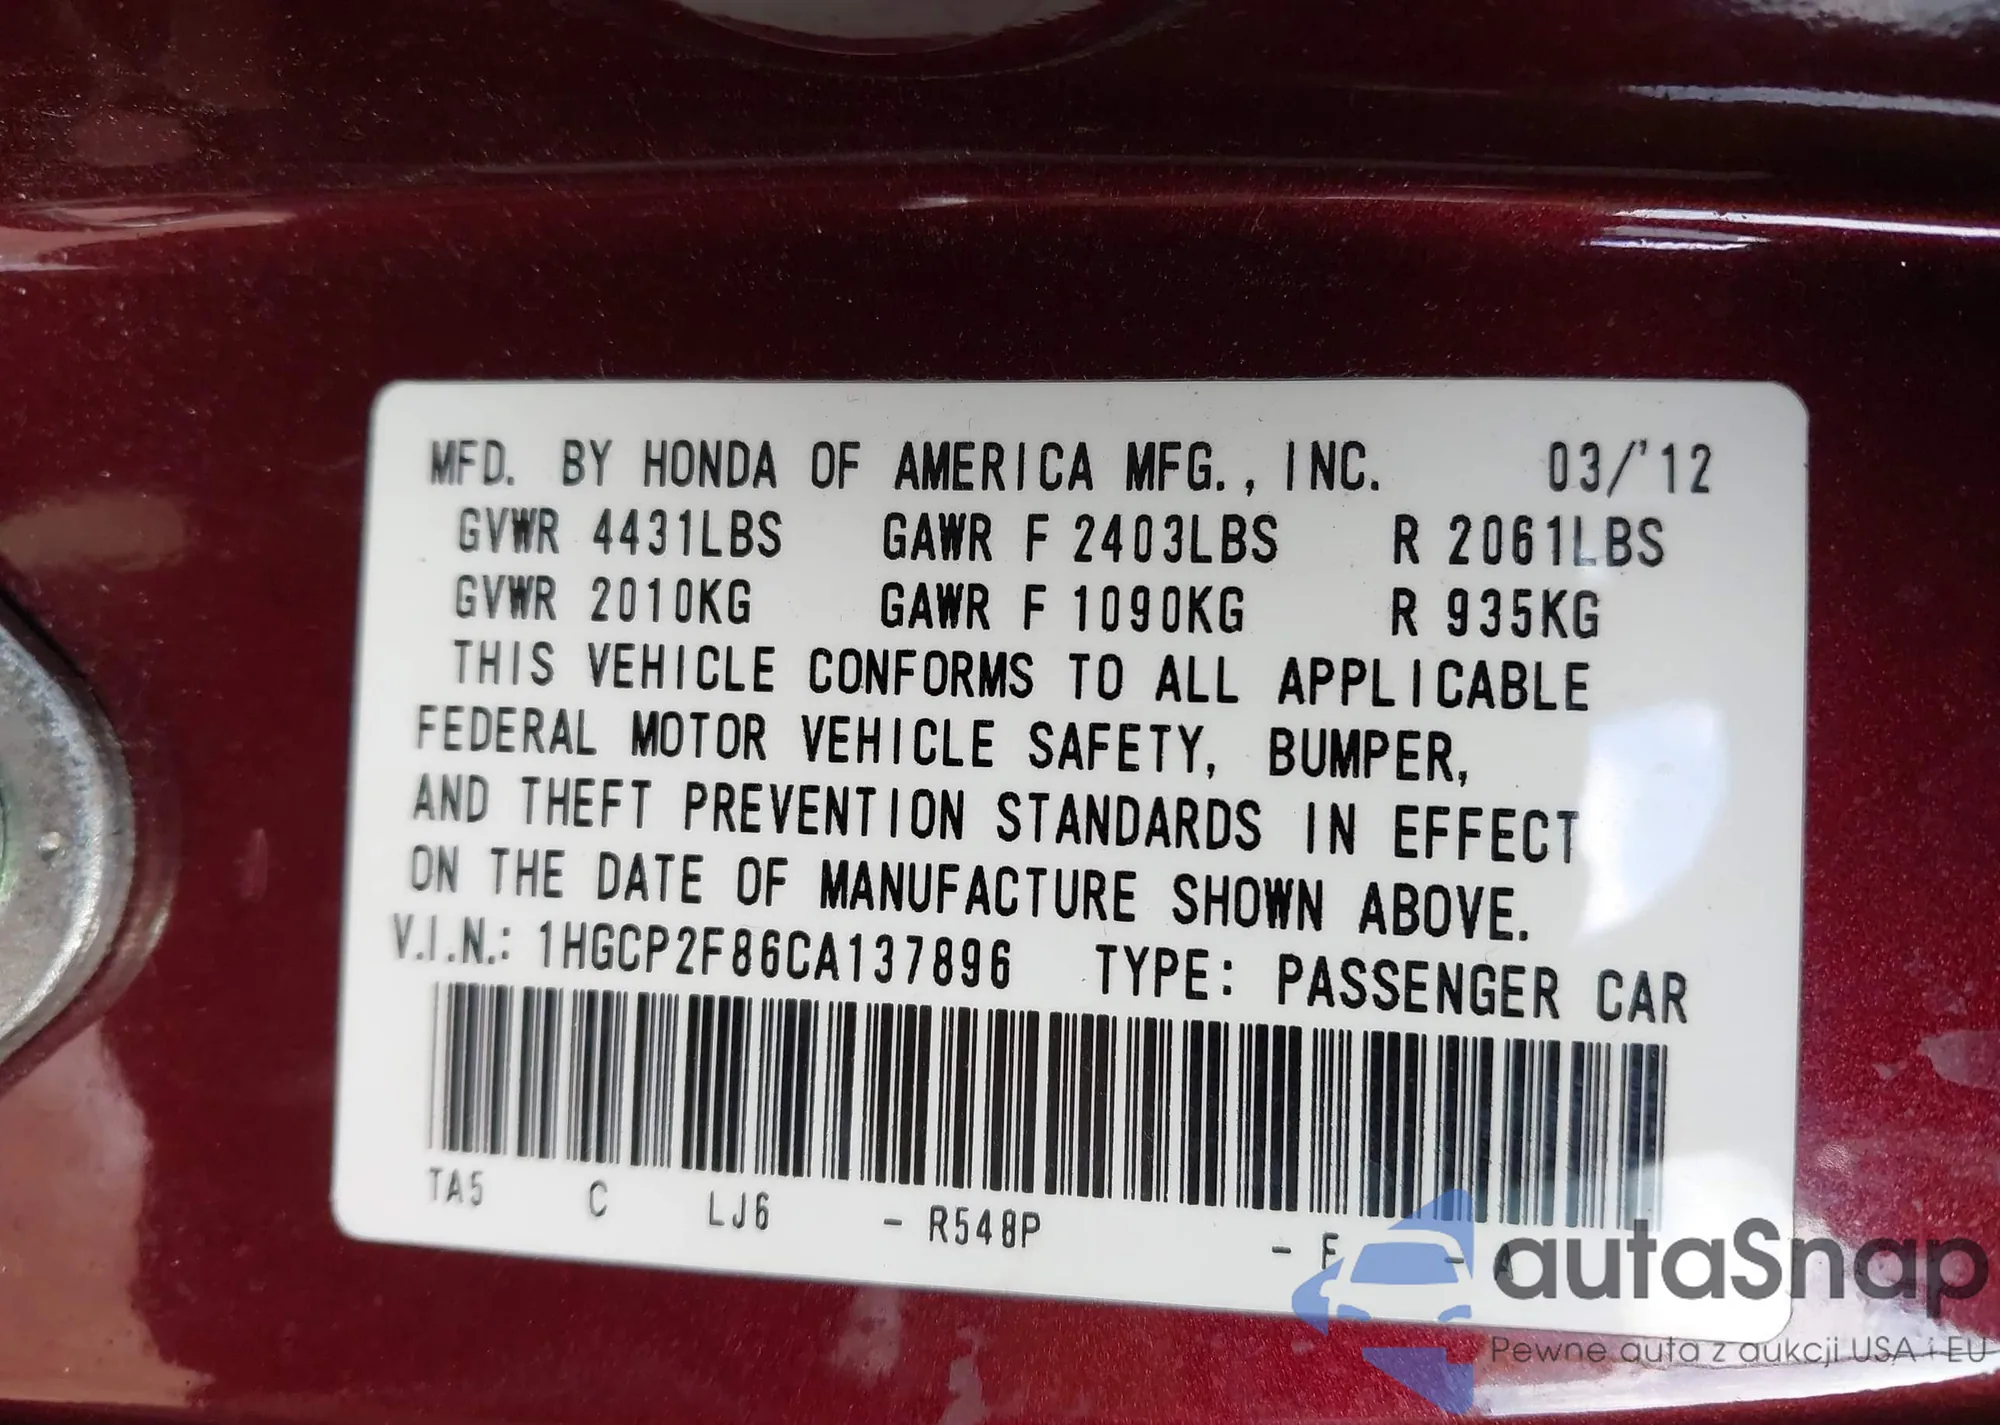 MFD. BY HONDA OF AMERICA MFG., INC. 03/'12
GVWR 4431LBS GAWR F 2403LBS R 2061LBS
GVWR 2010KG GAWR F 1090KG R 935KG
THIS VEHICLE CONFORMS TO ALL APPLICABLE
FEDERAL MOTOR VEHICLE SAFETY, BUMPER,
AND THEFT PREVENTION STANDARDS IN EFFECT
ON THE DATE OF MANUFACTURE SHOWN ABOVE.
V.I.N.: 1HGCP2F86CA137896 TYPE: PASSENGER CAR
TA5 C LJ6 - R548P - F - A
autaSnap
Pewne auta z aukcji USA i EU